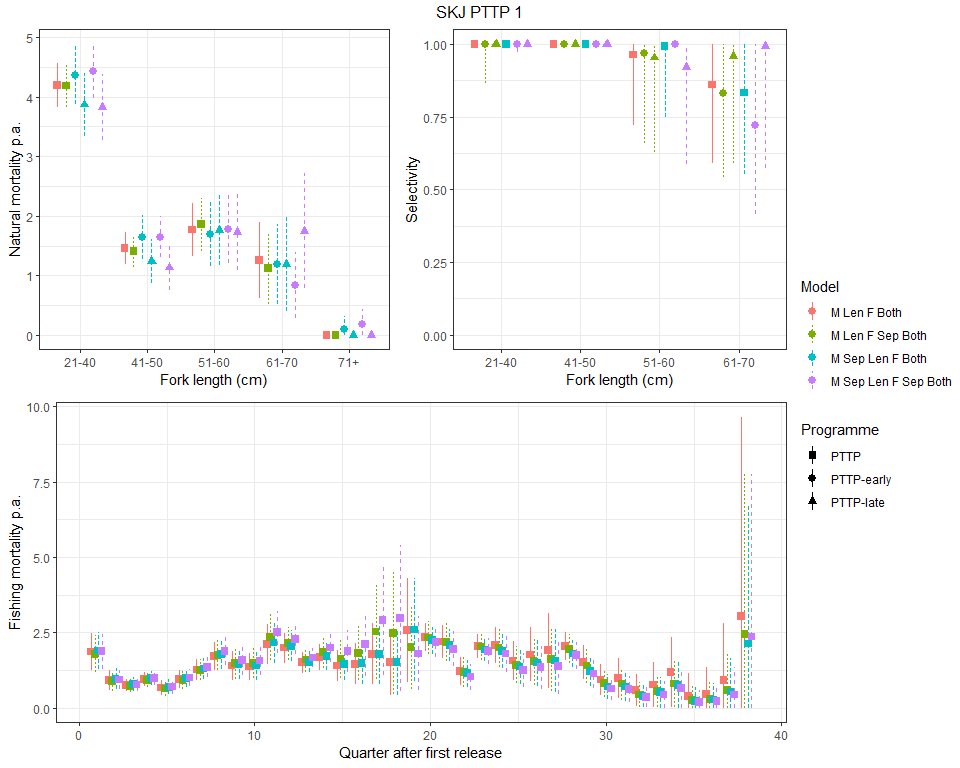 SKJ PTTP 1
Natural mortality p.a.
5
4
3
2
1
0
21-40 41-50 51-60 61-70 71+
Fork length (cm)
Selectivity
1.00
0.75
0.50
0.25
0.00
21-40 41-50 51-60 61-70
Fork length (cm)
Model
M Len F Both
M Len F Sep Both
M Sep Len F Both
M Sep Len F Sep Both
Programme
PTTP
PTTP-early
PTTP-late
Fishing mortality p.a.
10.0
7.5
5.0
2.5
0.0
0 10 20 30 40
Quarter after first release